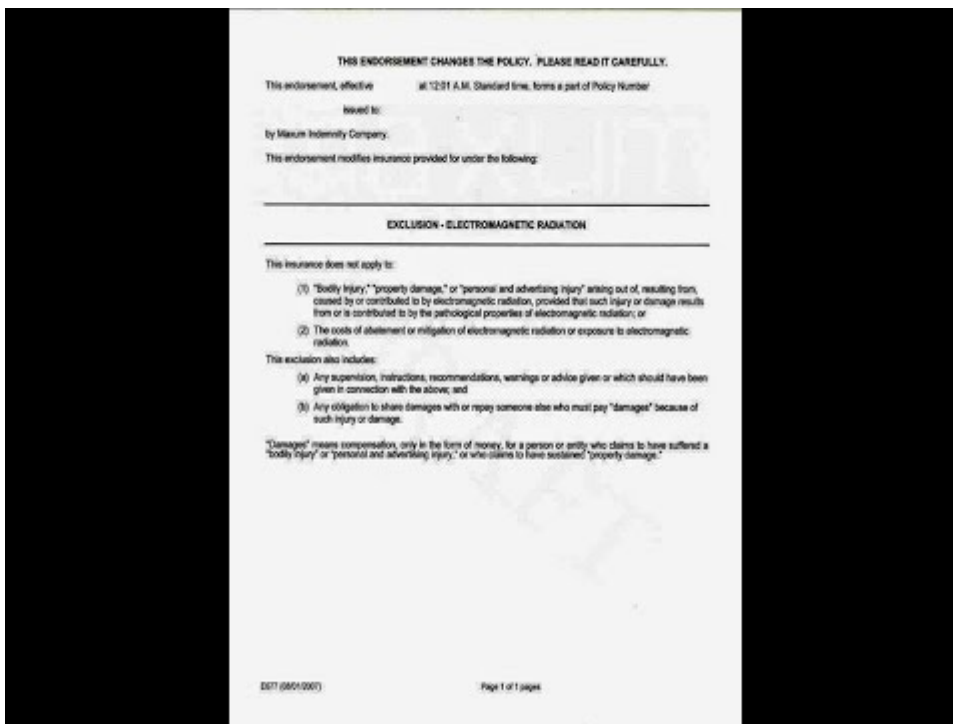 THIS ENDORSEMENT CHANGES THE POLICY. PLEASE READ IT CAREFULLY.
This endorsement, effective at 12:01 A.M. Standard time, forms a part of Policy Number
issued to:
by Maxum Indemnity Company.
This endorsement modifies insurance provided for under the following:
EXCLUSION - ELECTROMAGNETIC RADIATION
This insurance does not apply to:
(1) "Bodily Injury," "property damage," or "personal and advertising injury" arising out of, resulting from,
caused by or contributed to by electromagnetic radiation, provided that such injury or damage results
from or is contributed to by the pathological properties of electromagnetic radiation; or
(2) The costs of abatement or mitigation of electromagnetic radiation or exposure to electromagnetic
radiation.
This exclusion also includes:
(a) Any supervision, instructions, recommendations, warnings or advice given or which should have been
given in connection with the above; and
(b) Any obligation to share damages with or repay someone else who must pay "damages" because of
such injury or damage.
"Damages" means compensation, only in the form of money, for a person or entity who claims to have suffered a
"bodily injury" or "personal and advertising injury," or who claims to have sustained "property damage."
(08/01/2007) Page 1 of 1 pages